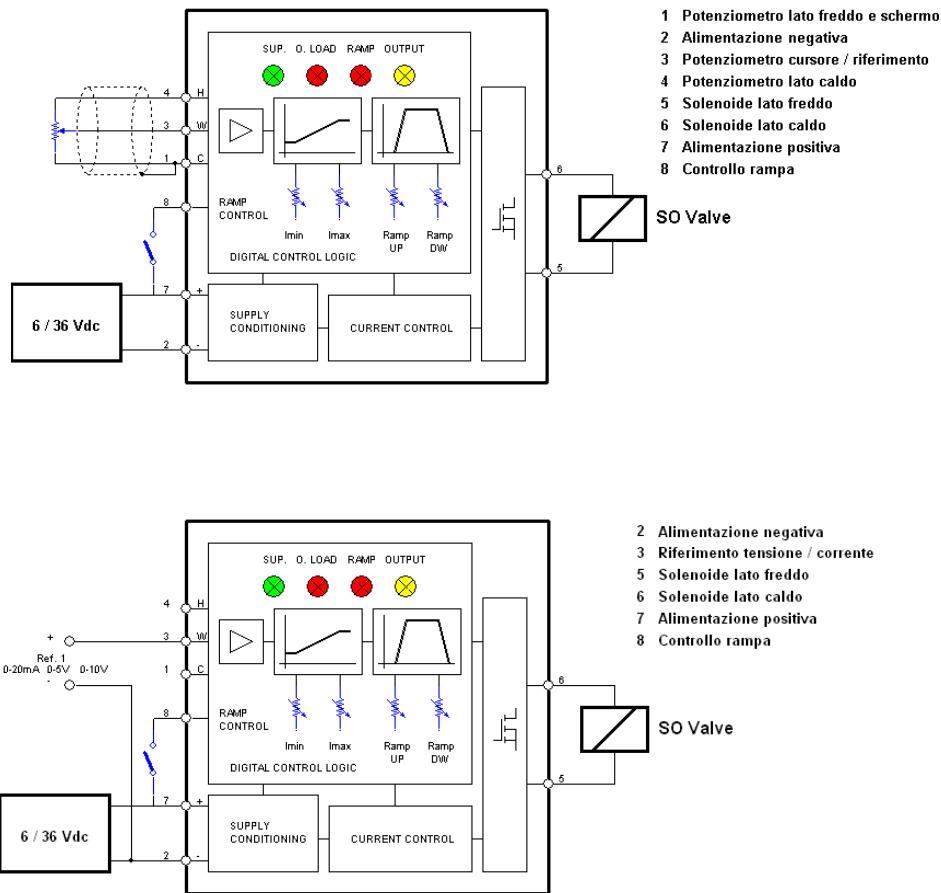 1 Potenziometro lato freddo e schermo
2 Alimentazione negativa
3 Potenziometro cursore / riferimento
4 Potenziometro lato caldo
5 Solenoide lato freddo
6 Solenoide lato caldo
7 Alimentazione positiva
8 Controllo rampa
SUP. O. LOAD RAMP OUTPUT
4 H
3 W
1 C
8 RAMP
CONTROL
Imin Imax Ramp Ramp
UP DW
DIGITAL CONTROL LOGIC
6
SO Valve
5
6 / 36 Vdc
7 +
2 -
SUPPLY
CONDITIONING
CURRENT CONTROL
2 Alimentazione negativa
3 Riferimento tensione / corrente
5 Solenoide lato freddo
6 Solenoide lato caldo
7 Alimentazione positiva
8 Controllo rampa
SUP. O. LOAD RAMP OUTPUT
4 H
+ 3 W
Ref. 1
0-20mA 0-5V 0-10V
-
1 C
8 RAMP
CONTROL
Imin Imax Ramp Ramp
UP DW
DIGITAL CONTROL LOGIC
6
SO Valve
5
6 / 36 Vdc
7 +
2 -
SUPPLY
CONDITIONING
CURRENT CONTROL